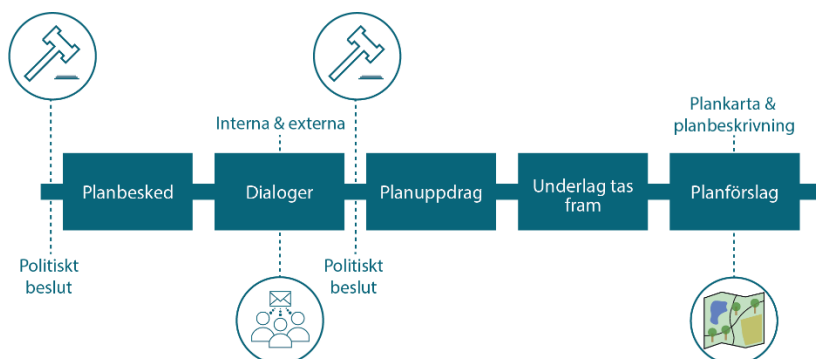 Interna & externa
Plankarta &
planbeskrivning
Planbesked
Dialoger
Planuppdrag
Underlag tas
fram
Planförslag
Politiskt
beslut
Politiskt
beslut